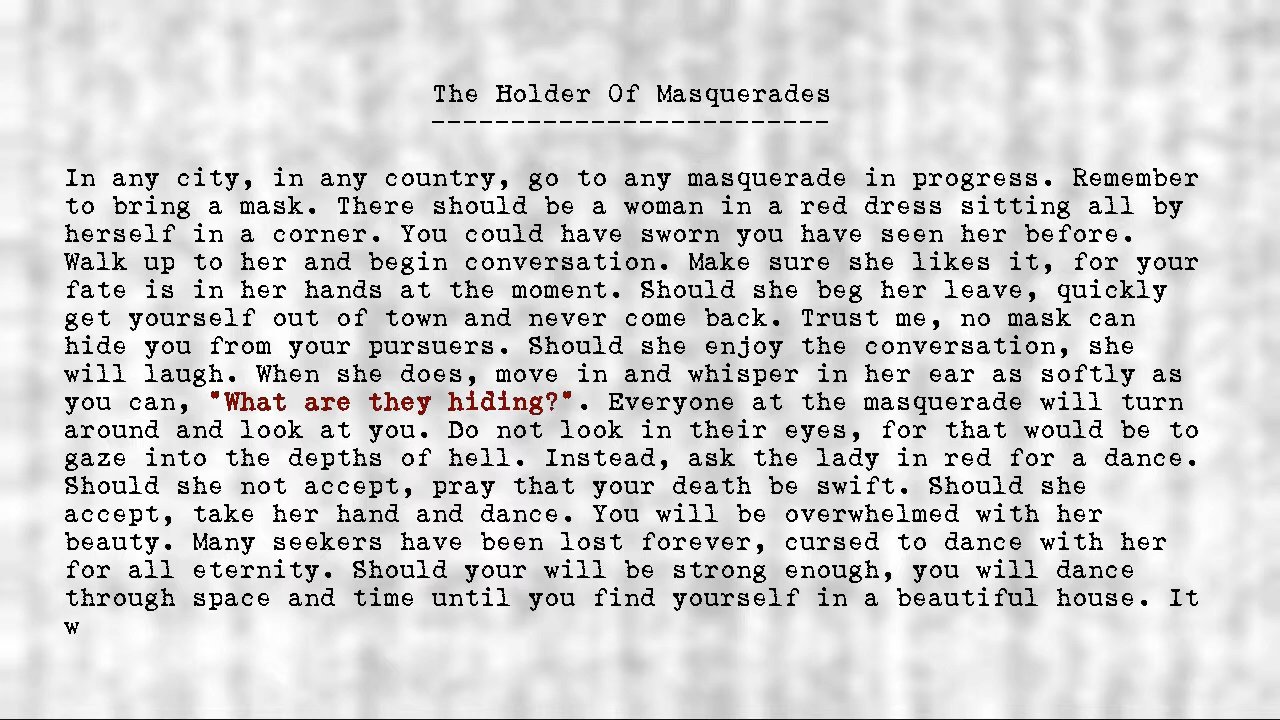 The Holder Of Masquerades
-------------------------
In any city, in any country, go to any masquerade in progress. Remember
to bring a mask. There should be a woman in a red dress sitting all by
herself in a corner. You could have sworn you have seen her before.
Walk up to her and begin conversation. Make sure she likes it, for your
fate is in her hands at the moment. Should she beg her leave, quickly
get yourself out of town and never come back. Trust me, no mask can
hide you from your pursuers. Should she enjoy the conversation, she
will laugh. When she does, move in and whisper in her ear as softly as
you can, "What are they hiding?". Everyone at the masquerade will turn
around and look at you. Do not look in their eyes, for that would be to
gaze into the depths of hell. Instead, ask the lady in red for a dance.
Should she not accept, pray that your death be swift. Should she
accept, take her hand and dance. You will be overwhelmed with her
beauty. Many seekers have been lost forever, cursed to dance with her
for all eternity. Should your will be strong enough, you will dance
through space and time until you find yourself in a beautiful house. It
w